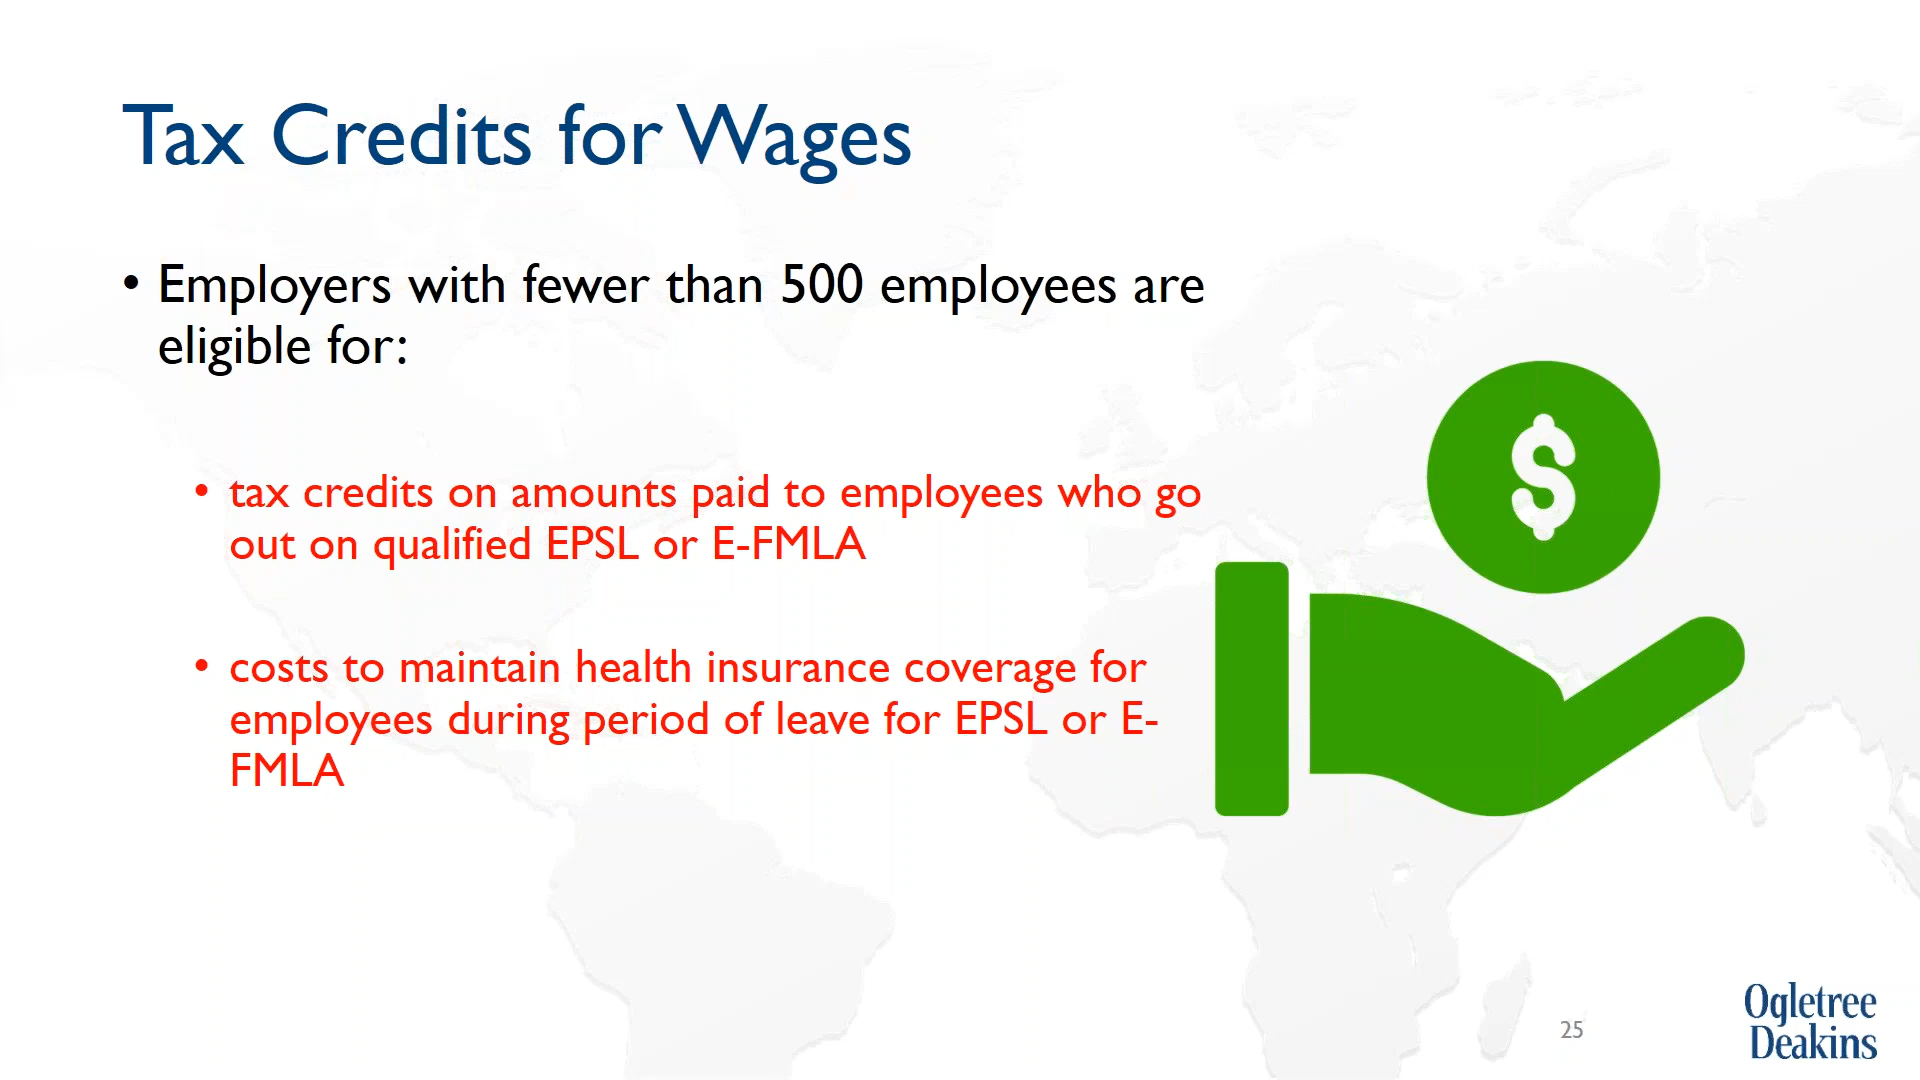 Tax Credits for Wages
• Employers with fewer than 500 employees are
eligible for:
• tax credits on amounts paid to employees who go
out on qualified EPSL or E-FMLA
• costs to maintain health insurance coverage for
employees during period of leave for EPSL or E-
FMLA
$
25
Ogletree
Deakins